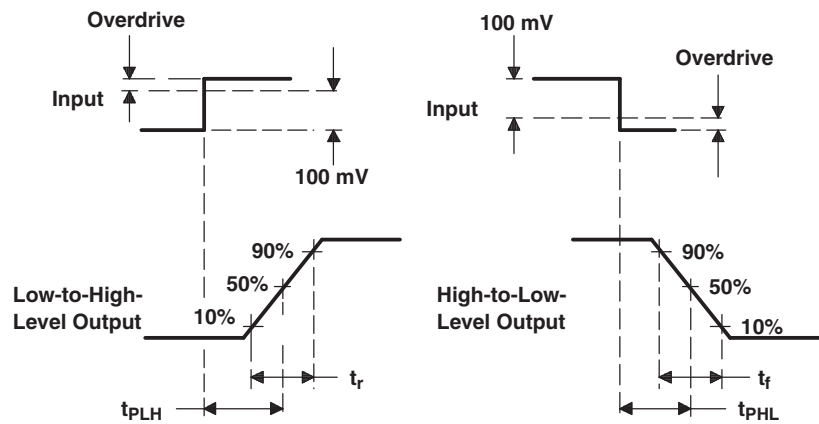 Overdrive
Input
100 mV
100 mV
Overdrive
Input
90%
50%
10%
Low-to-High-
Level Output
tr
tPLH
90%
50%
10%
High-to-Low-
Level Output
tf
tPHL